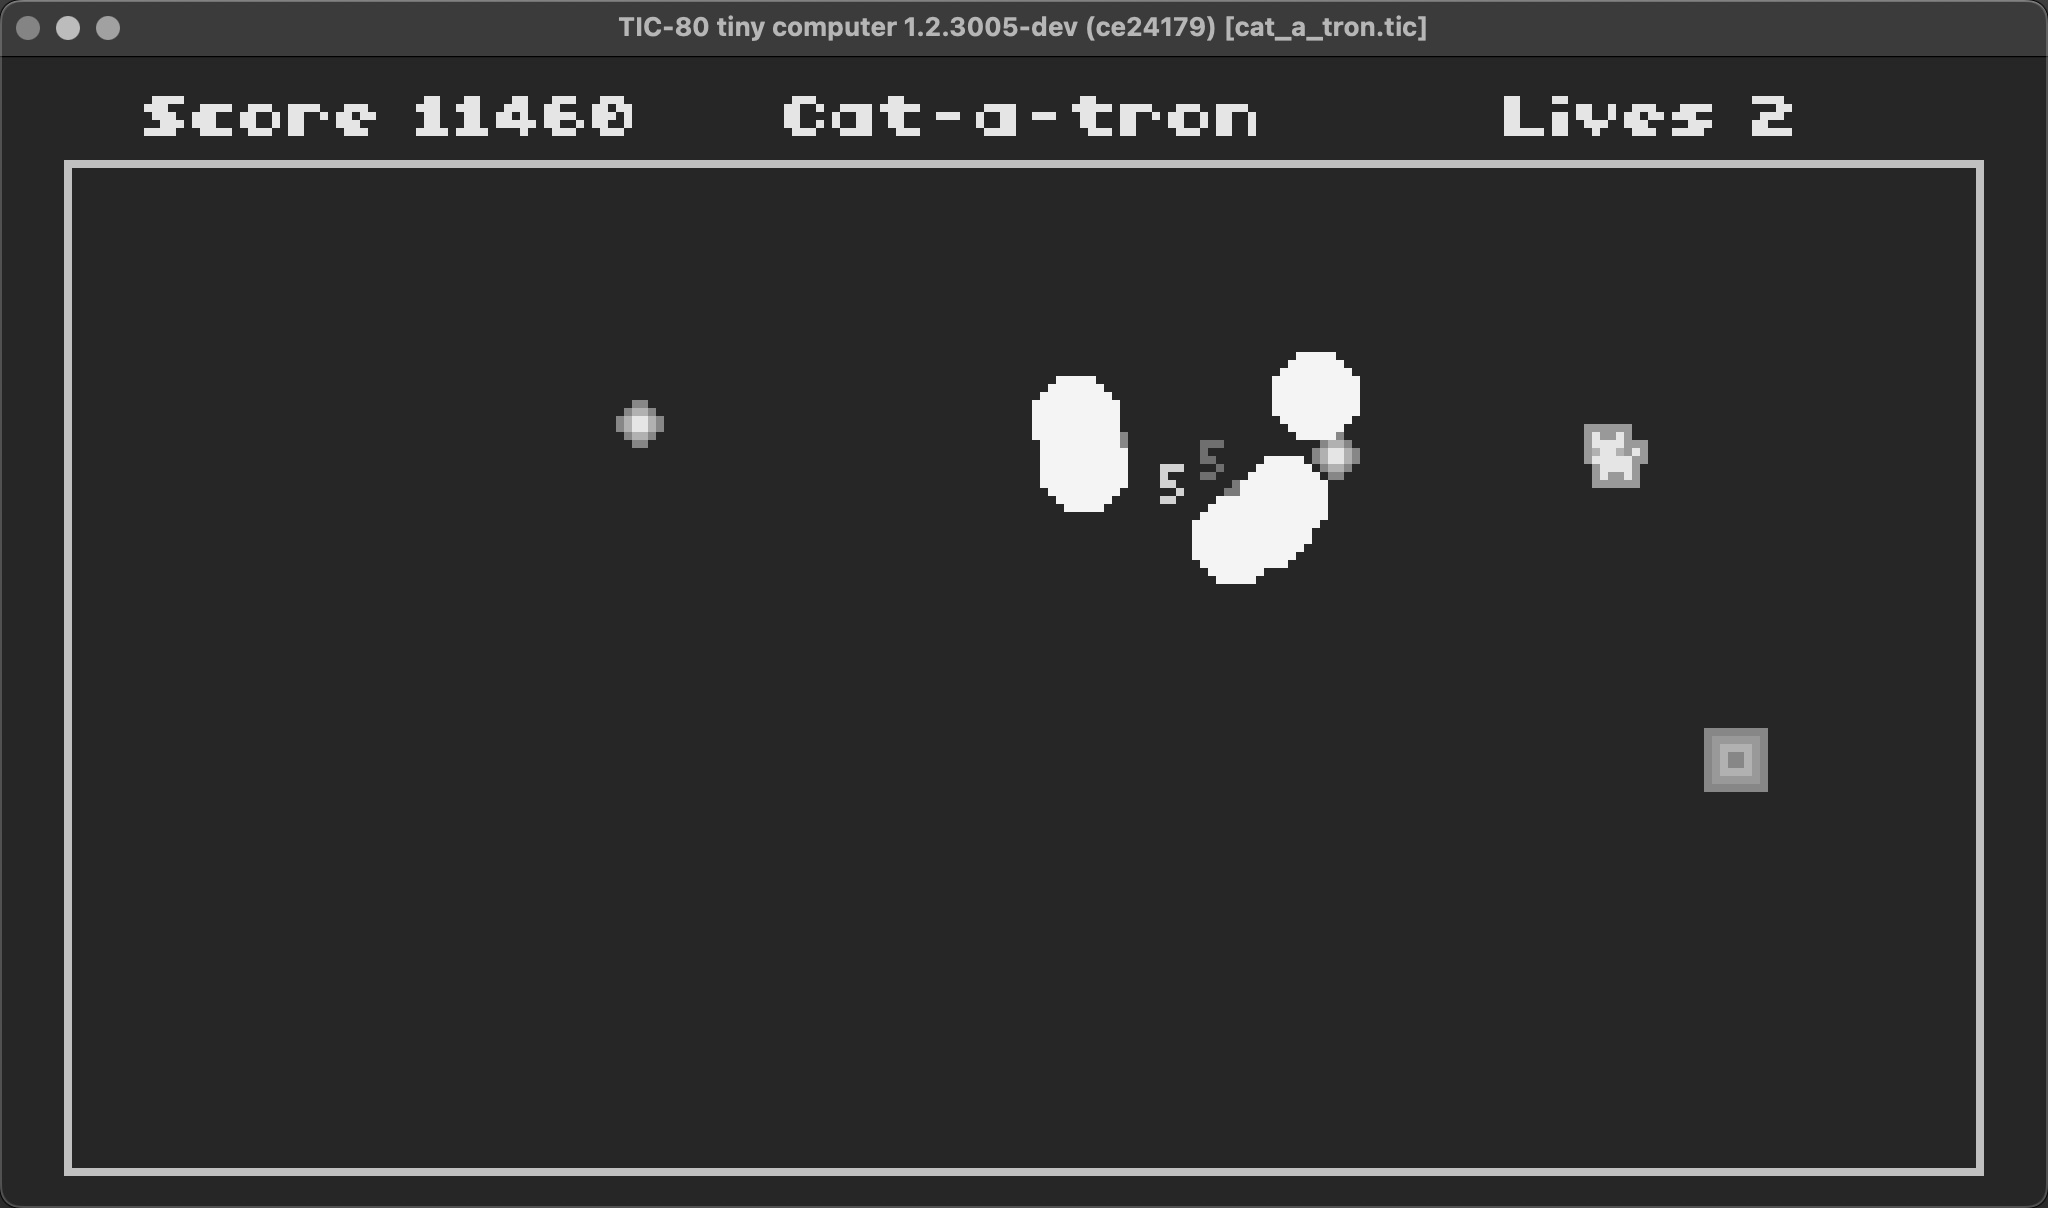 TIC-80 tiny computer 1.2.3005-dev (ce24179) [cat_a_tron.tic]
Score 11460 Cat-a-tron Lives 2
5
5